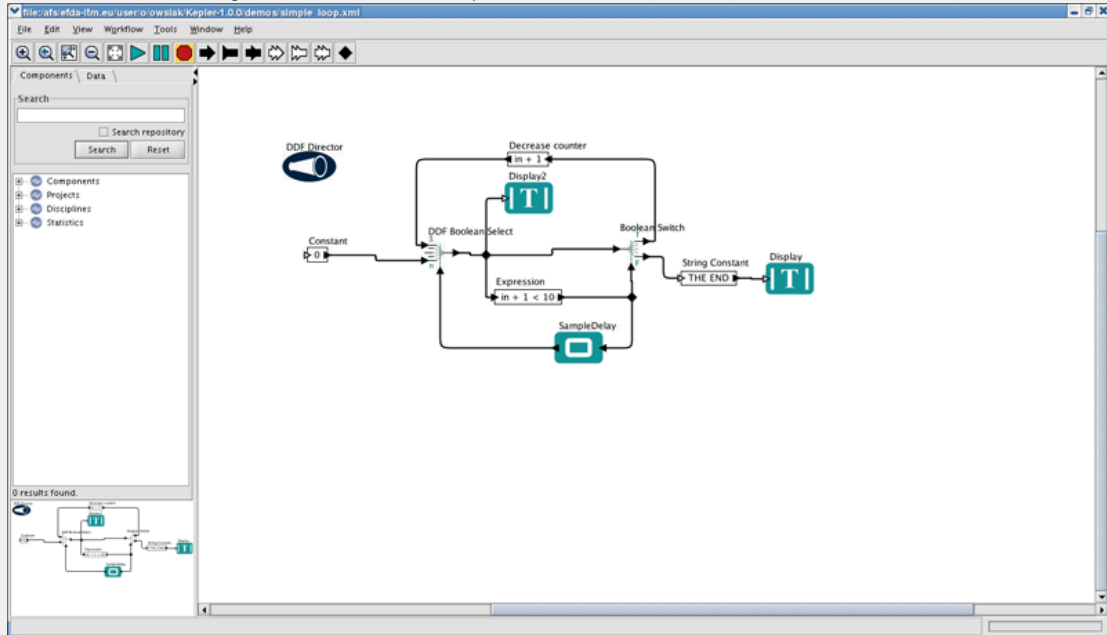 file:/afs/efda-itm.eu/user/o/owsiak/Kepler-1.0.0/demos/simple_loop.xml
File Edit View Workflow Tools Window Help
Components Data
Search
Search repository
Search Reset
Components
Projects
Disciplines
Statistics
0 results found.
DDF Director
Decrease counter
in + 1
Display2
T
DDF Boolean Select
Boolean Switch
T
F
Constant
0
String Constant
THE END
Display
T
Expression
in + 1 < 10
SampleDelay